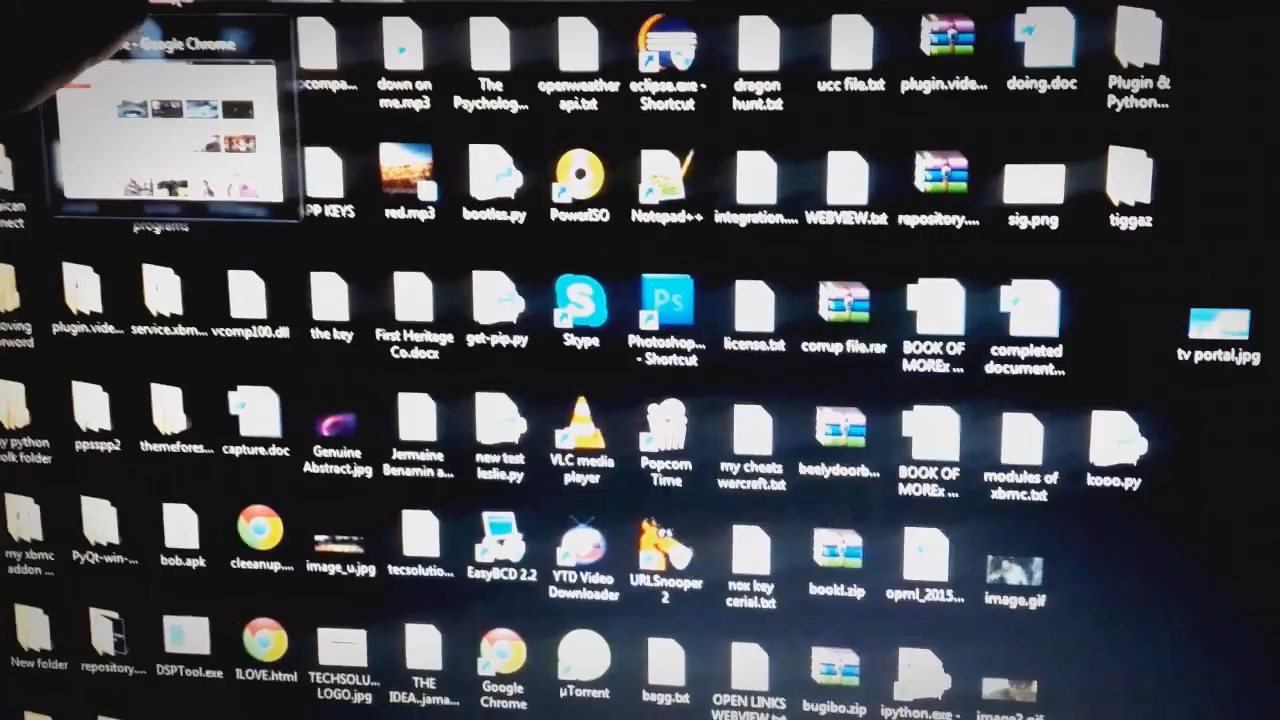 e - Google Chrome
compa...
down on
me.mp3
The
Psycholog...
openweather
api.txt
eclipse.exe -
Shortcut
dragon
hunt.txt
ucc file.txt
plugin.vide...
doing.doc
Plugin &
Python...
PP KEYS
red.mp3
bootles.py
PowerISO
Notepad++
integration....
WEBVIEW.txt
repository....
sig.png
tiggaz
programs
plugin.vide...
service.xbm...
vcomp100.dll
the key
First Heritage
Co.docx
get-pip.py
Skype
Photoshop...
- Shortcut
license.txt
corrup file.rar
BOOK OF
MOREx ...
completed
document...
tv portal.jpg
ppsspp2
themefores...
capture.doc
Genuine
Abstract.jpg
Jermaine
Benamin a...
new test
leslie.py
VLC media
player
Popcorn
Time
my cheats
warcraft.txt
beelydoorb...
BOOK OF
MOREx ...
modules of
xbmc.txt
kooo.py
my xbmc
addon ...
PyQt-win-...
bob.apk
cleanup....
image_u.jpg
tecsolutio...
EasyBCD 2.2
YTD Video
Downloader
URLSnooper
2
nox key
cerial.txt
bookl.zip
opml_2015...
image.gif
New folder
repository....
DSPTool.exe
ILOVE.html
TECHSOLU...
LOGO.jpg
THE
IDEA..jama...
Google
Chrome
µTorrent
bagg.txt
OPEN LINKS
WEBVIEW.txt
bugibo.zip
ipython.exe -
image2.gif